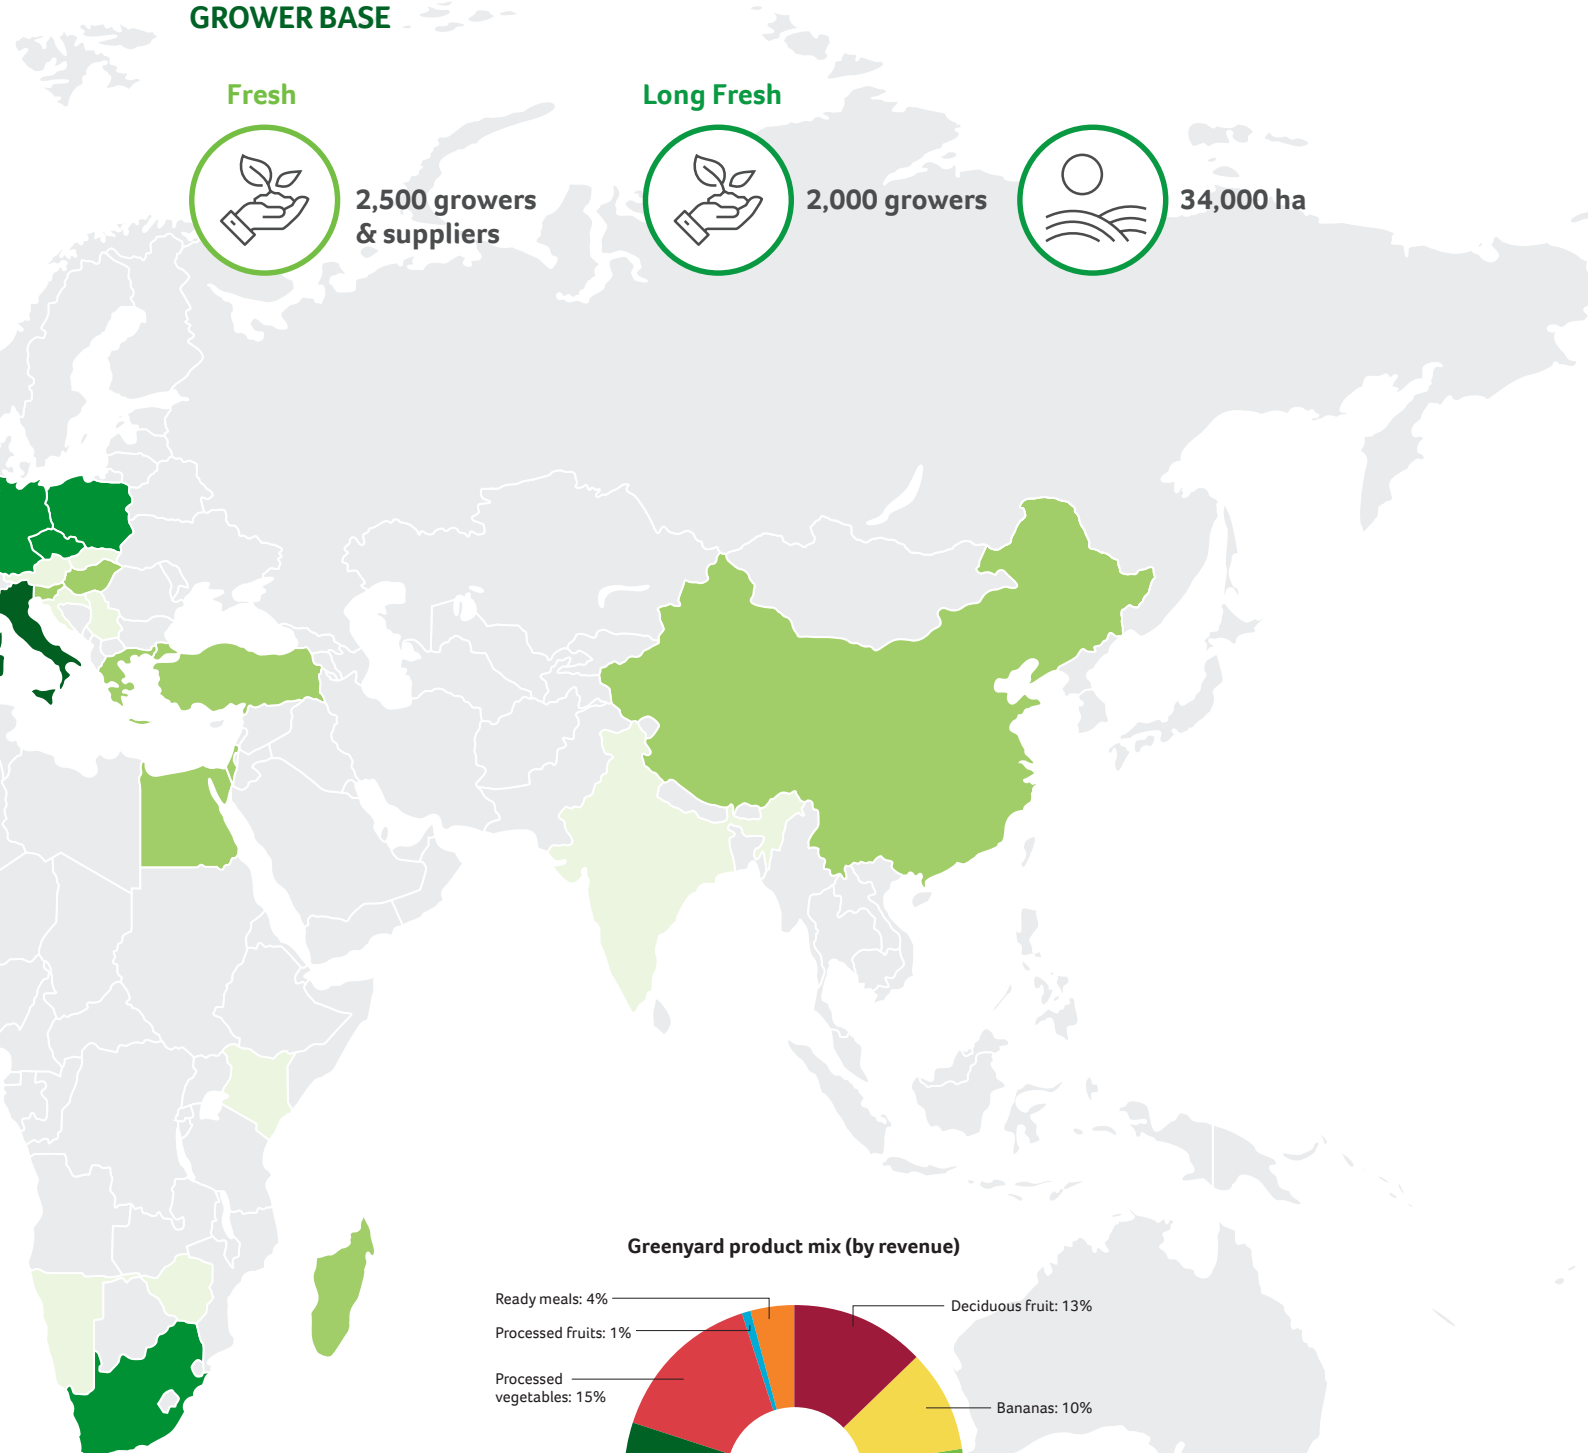 GROWER BASE
Fresh
2,500 growers
& suppliers
Long Fresh
2,000 growers
34,000 ha
Greenyard product mix (by revenue)
Ready meals: 4%
Processed fruits: 1%
Processed
vegetables: 15%
Deciduous fruit: 13%
Bananas: 10%